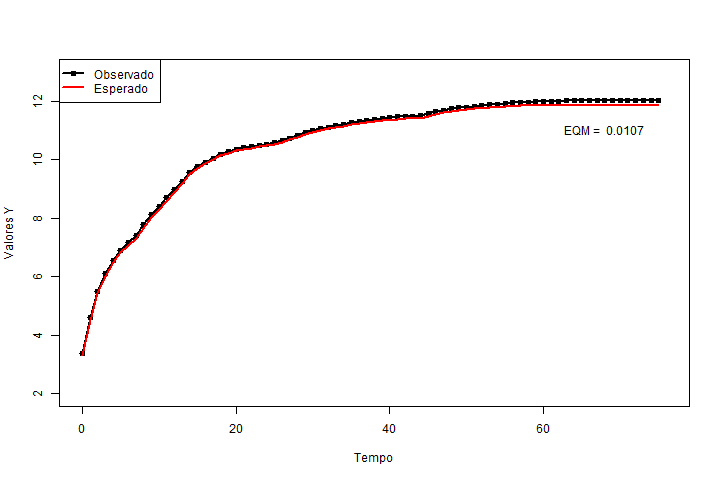 Observado
Esperado
EQM = 0.0107
Valores Y
12
10
8
6
4
2
0
20
40
60
Tempo